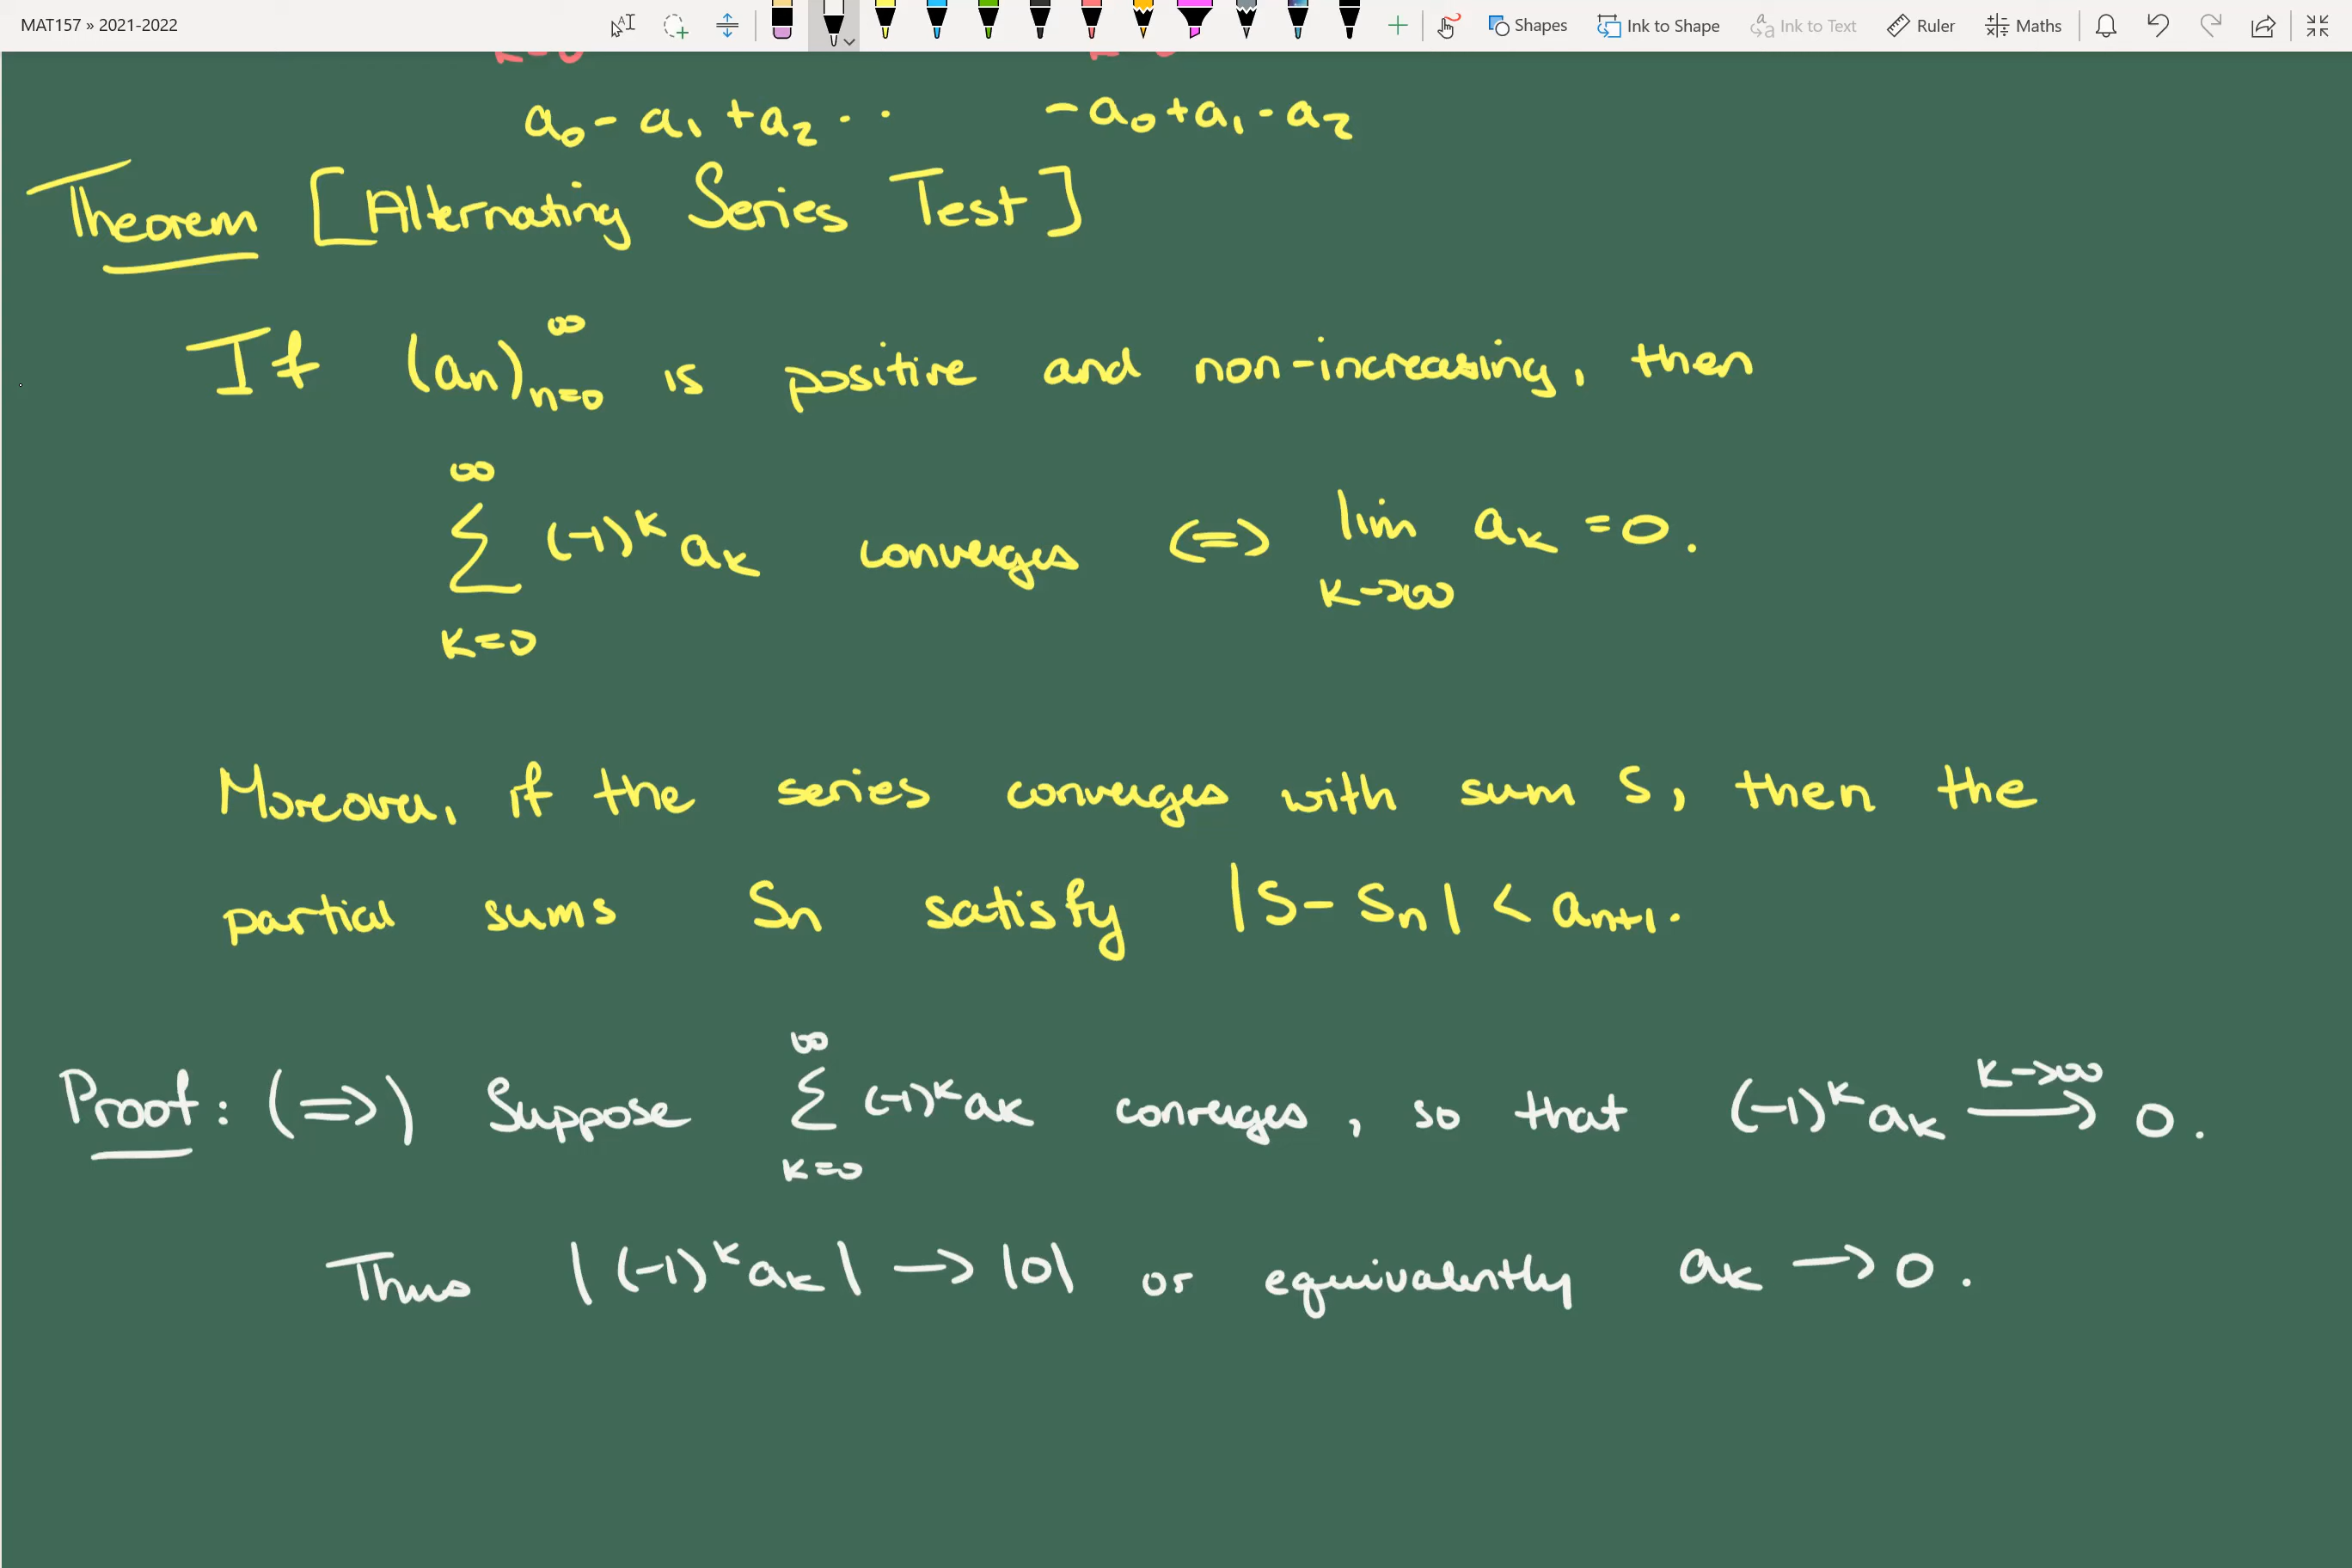 MAT157 » 2021-2022 Shapes Ink to Shape Ink to Text Ruler Maths
a₀ - a₁ + a₂ ... -a₀ + a₁ - a₂
Theorem [Alternating Series Test]
If (aₙ)ₙ₌₀^∞ is positive and non-increasing, then
∞
Σ (-1)ᵏ aₖ converges (=> lim aₖ = 0.
k=0 k→∞
Moreover, if the series converges with sum S, then the
partial sums Sₙ satisfy |S - Sₙ| < aₙ₊₁.
∞ k→∞
Proof: (=>) Suppose Σ (-1)ᵏ aₖ converges, so that (-1)ᵏ aₖ → 0.
k=0
Thus |(-1)ᵏ aₖ| → |0| or equivalently aₖ → 0.